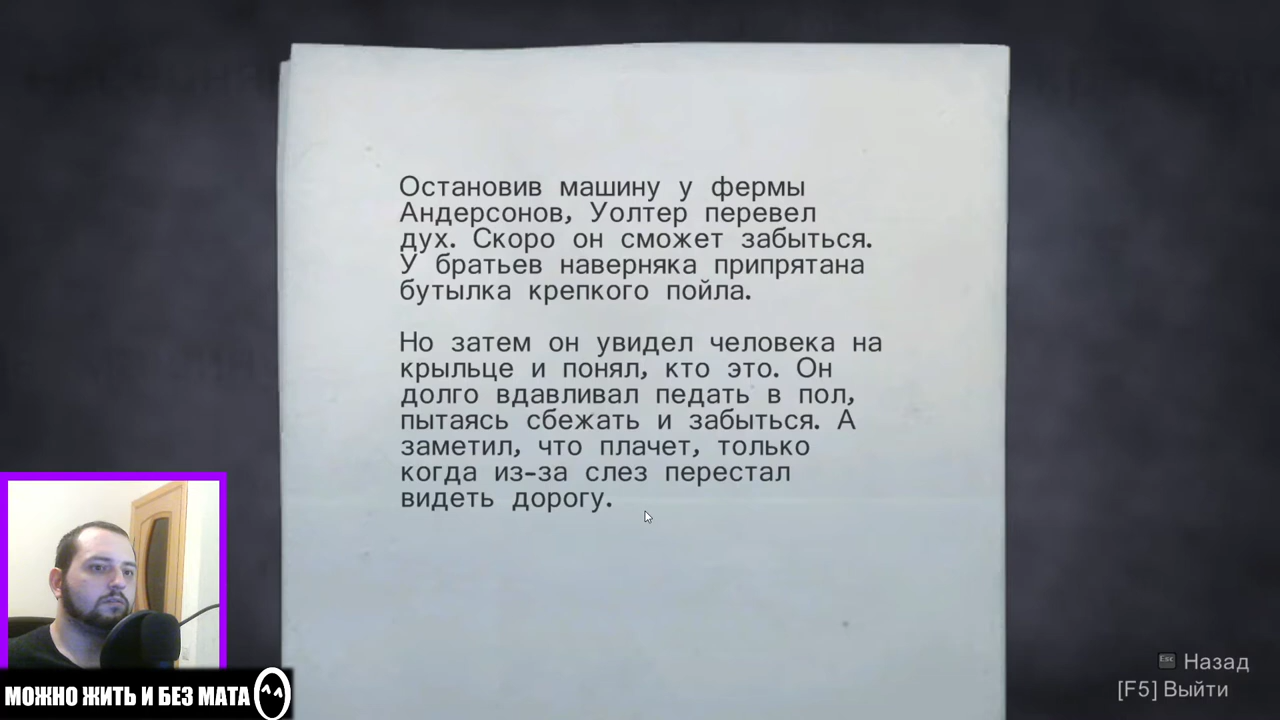 Остановив машину у фермы
Андерсонов, Уолтер перевел
дух. Скоро он сможет забыться.
У братьев наверняка припрятана
бутылка крепкого пойла.
Но затем он увидел человека на
крыльце и понял, кто это. Он
долго вдавливал педать в пол,
пытаясь сбежать и забыться. А
заметил, что плачет, только
когда из-за слез перестал
видеть дорогу.
МОЖНО ЖИТЬ И БЕЗ МАТА
Esc Назад
[F5] Выйти